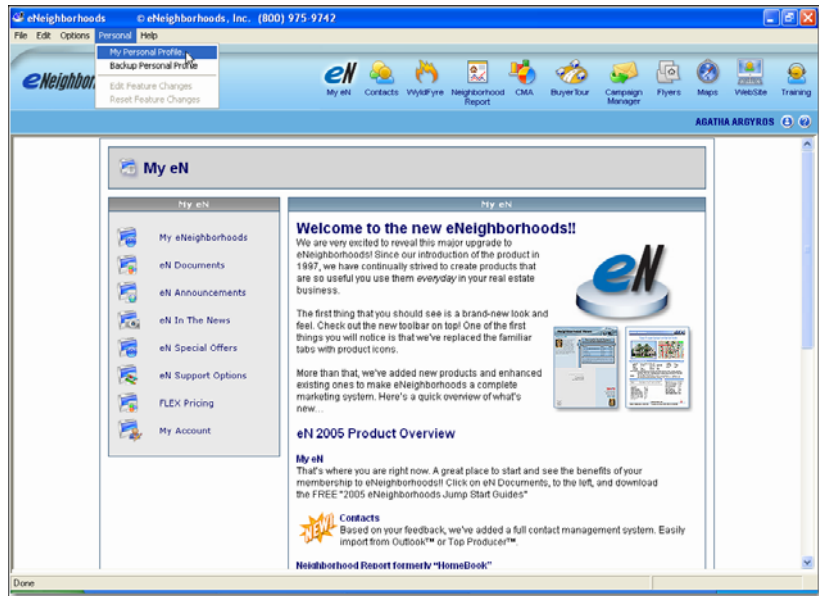 eNeighborhoods © eNeighborhoods, Inc. (800) 975-9742
File Edit Options Personal Help
My Personal Profile
Backup Personal Profile
Edit Feature Changes
Reset Feature Changes
eNeighbor
eN
My eN Contacts WyldFyre Neighborhood Report CMA BuyerTour Campaign Manager Flyers Maps WebSite Training
AGATHA ARGYROS
My eN
My eN
My eNeighborhoods
eN Documents
eN Announcements
eN In The News
eN Special Offers
eN Support Options
FLEX Pricing
My Account
My eN
Welcome to the new eNeighborhoods!!
We are very excited to reveal this major upgrade to
eNeighborhoods! Since our introduction of the product in
1997, we have continually strived to create products that
are so useful you use them everyday in your real estate
business.
eN
The first thing that you should see is a brand-new look and
feel. Check out the new toolbar on top! One of the first
things you will notice is that we've replaced the familiar
tabs with product icons.
More than that, we've added new products and enhanced
existing ones to make eNeighborhoods a complete
marketing system. Here's a quick overview of what's
new...
eN 2005 Product Overview
My eN
That's where you are right now. A great place to start and see the benefits of your
membership to eNeighborhoods!! Click on eN Documents, to the left, and download
the FREE "2005 eNeighborhoods Jump Start Guides"
NEW!
Contacts
Based on your feedback, we've added a full contact management system. Easily
import from Outlook™ or Top Producer™.
Neighborhood Report formerly "HomeBook"
Done